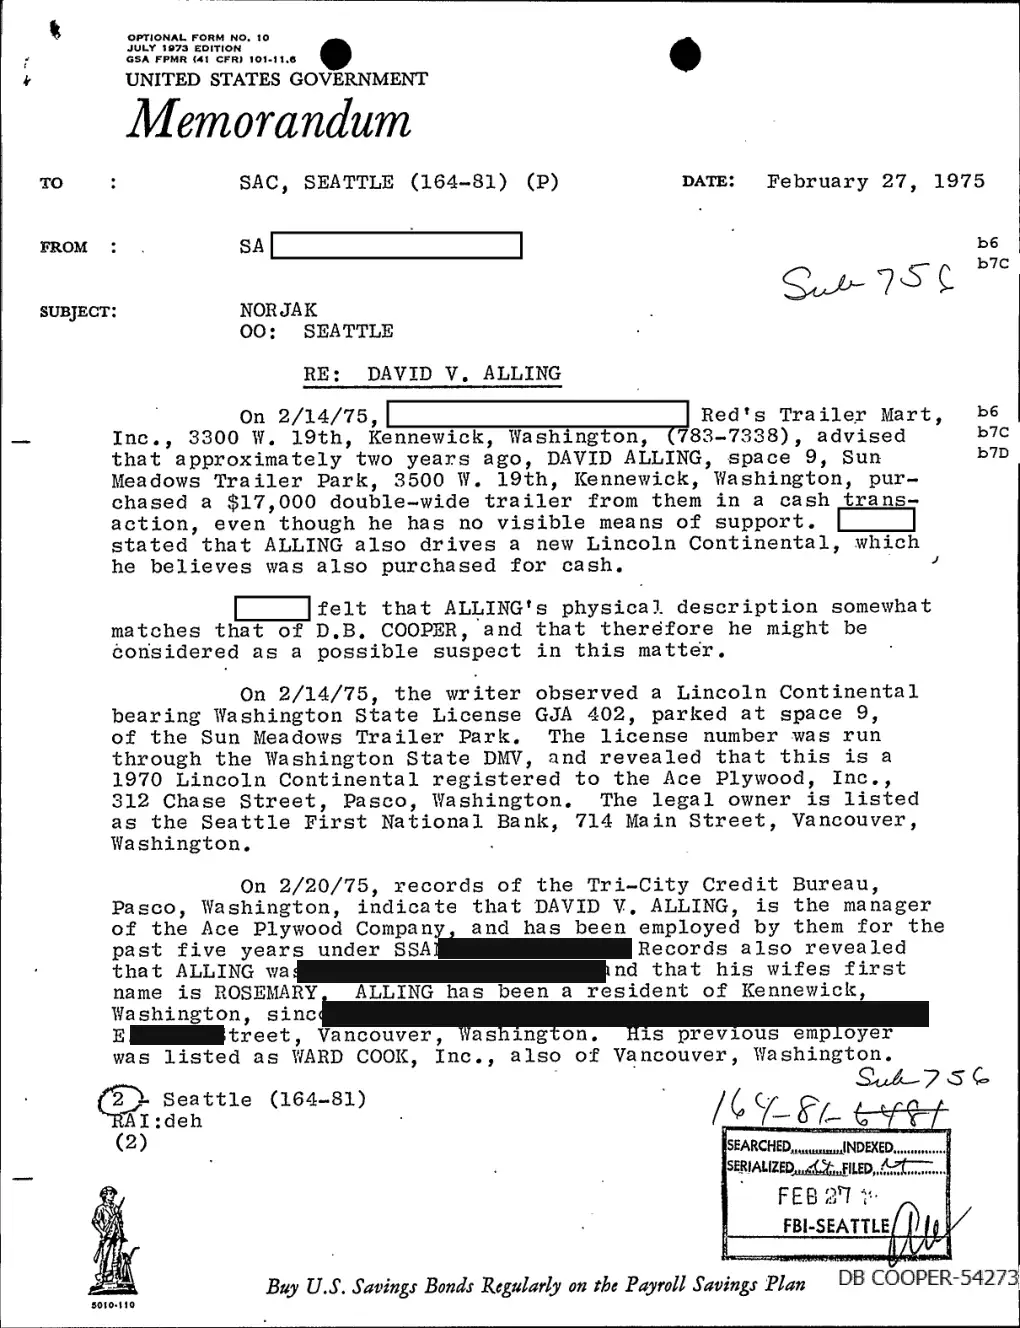 OPTIONAL FORM NO. 10
JULY 1973 EDITION
GSA FPMR (41 CFR) 101-11.6
UNITED STATES GOVERNMENT
Memorandum
TO : SAC, SEATTLE (164-81) (P) DATE: February 27, 1975
FROM : SA b6
b7C
Sub 756
SUBJECT: NORJAK
OO: SEATTLE
RE: DAVID V. ALLING
On 2/14/75, Red's Trailer Mart, b6
Inc., 3300 W. 19th, Kennewick, Washington, (783-7338), advised b7C
that approximately two years ago, DAVID ALLING, space 9, Sun b7D
Meadows Trailer Park, 3500 W. 19th, Kennewick, Washington, pur-
chased a $17,000 double-wide trailer from them in a cash trans-
action, even though he has no visible means of support.
stated that ALLING also drives a new Lincoln Continental, which
he believes was also purchased for cash.
felt that ALLING's physical description somewhat
matches that of D.B. COOPER, and that therefore he might be
considered as a possible suspect in this matter.
On 2/14/75, the writer observed a Lincoln Continental
bearing Washington State License GJA 402, parked at space 9,
of the Sun Meadows Trailer Park. The license number was run
through the Washington State DMV, and revealed that this is a
1970 Lincoln Continental registered to the Ace Plywood, Inc.,
312 Chase Street, Pasco, Washington. The legal owner is listed
as the Seattle First National Bank, 714 Main Street, Vancouver,
Washington.
On 2/20/75, records of the Tri-City Credit Bureau,
Pasco, Washington, indicate that DAVID V. ALLING, is the manager
of the Ace Plywood Company, and has been employed by them for the
past five years under SSA Records also revealed
that ALLING was and that his wifes first
name is ROSEMARY. ALLING has been a resident of Kennewick,
Washington, since
E Street, Vancouver, Washington. His previous employer
was listed as WARD COOK, Inc., also of Vancouver, Washington.
Sub 756
2 - Seattle (164-81)
164-81-6481
RAI:deh
(2)
SEARCHED INDEXED
SERIALIZED FILED
FEB 27
FBI-SEATTLE
5010-110
Buy U.S. Savings Bonds Regularly on the Payroll Savings Plan
DB COOPER-54273